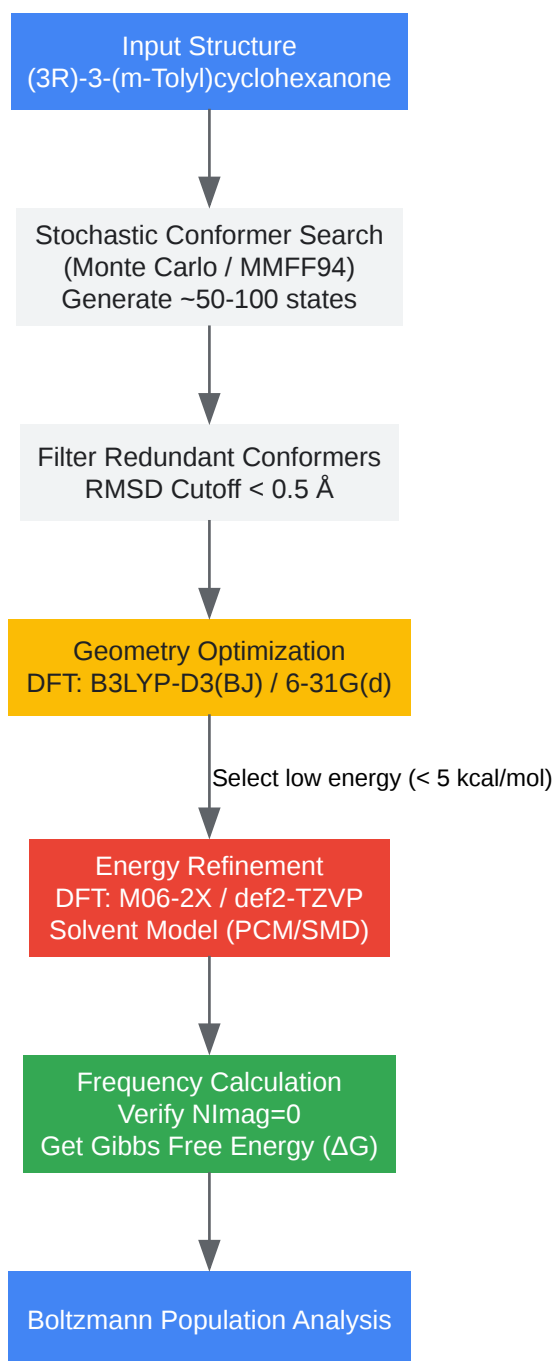 Input Structure
(3R)-3-(m-Tolyl)cyclohexanone
Stochastic Conformer Search
(Monte Carlo / MMFF94)
Generate ~50-100 states
Filter Redundant Conformers
RMSD Cutoff < 0.5 Å
Geometry Optimization
DFT: B3LYP-D3(BJ) / 6-31G(d)
Select low energy (< 5 kcal/mol)
Energy Refinement
DFT: M06-2X / def2-TZVP
Solvent Model (PCM/SMD)
Frequency Calculation
Verify NImag=0
Get Gibbs Free Energy (ΔG)
Boltzmann Population Analysis